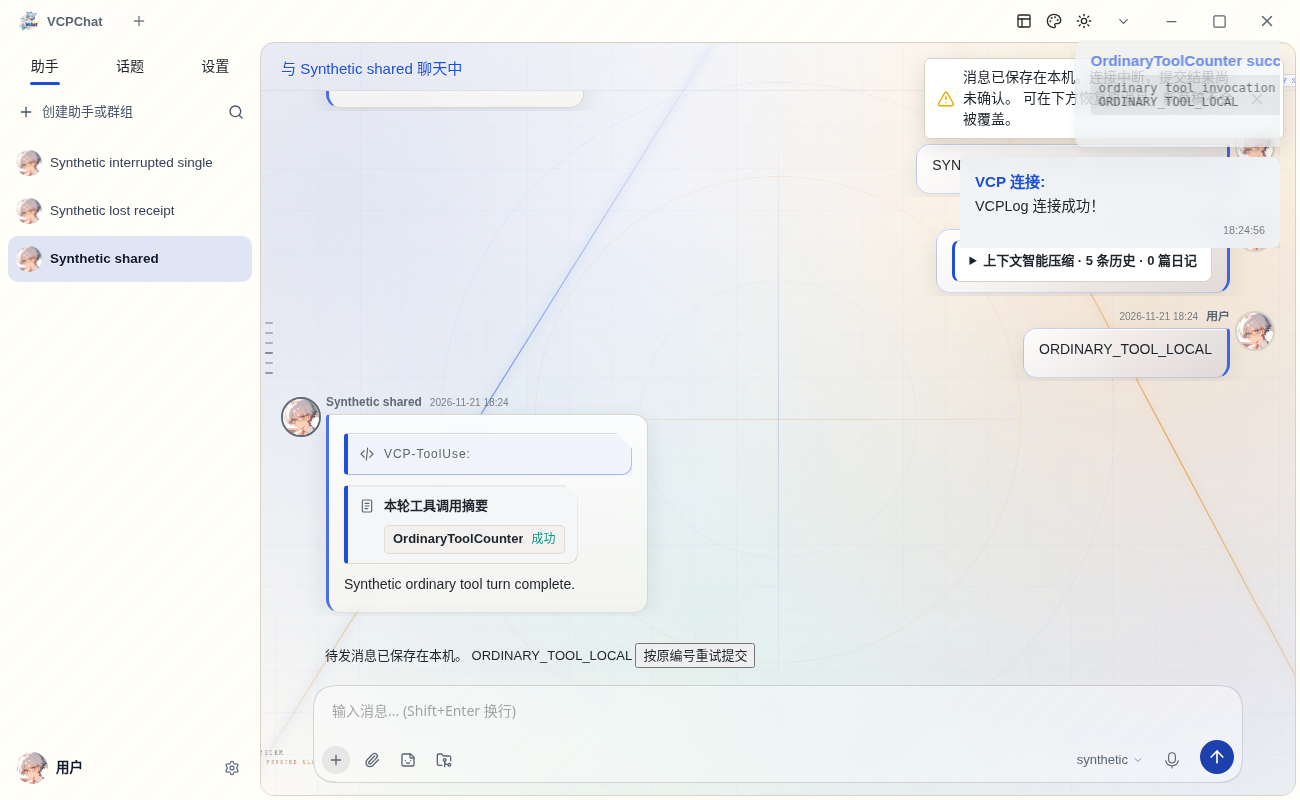 VCPChat
助手
话题
设置
创建助手或群组
Synthetic interrupted single
Synthetic lost receipt
Synthetic shared
用户
与 Synthetic shared 聊天中
消息已保存在本机。连接中断，提交结果尚
未确认。 可在下方
被覆盖。
OrdinaryToolCounter succ
ordinary_tool_invocation
ORDINARY_TOOL_LOCAL
SYN
VCP 连接:
VCPLog 连接成功！
18:24:56
上下文智能压缩 · 5 条历史 · 0 篇日记
2026-11-21 18:24 用户
ORDINARY_TOOL_LOCAL
Synthetic shared 2026-11-21 18:24
VCP-ToolUse:
本轮工具调用摘要
OrdinaryToolCounter 成功
Synthetic ordinary tool turn complete.
待发消息已保存在本机。 ORDINARY_TOOL_LOCAL 按原编号重试提交
输入消息... (Shift+Enter 换行)
synthetic